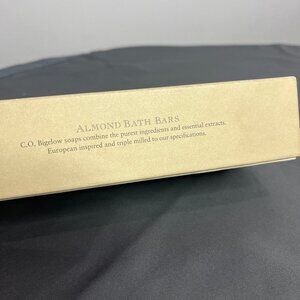 ALMOND BATH BARS
C.O. Bigelow soaps combine the purest ingredients and essential extracts.
European inspired and triple milled to our specifications.